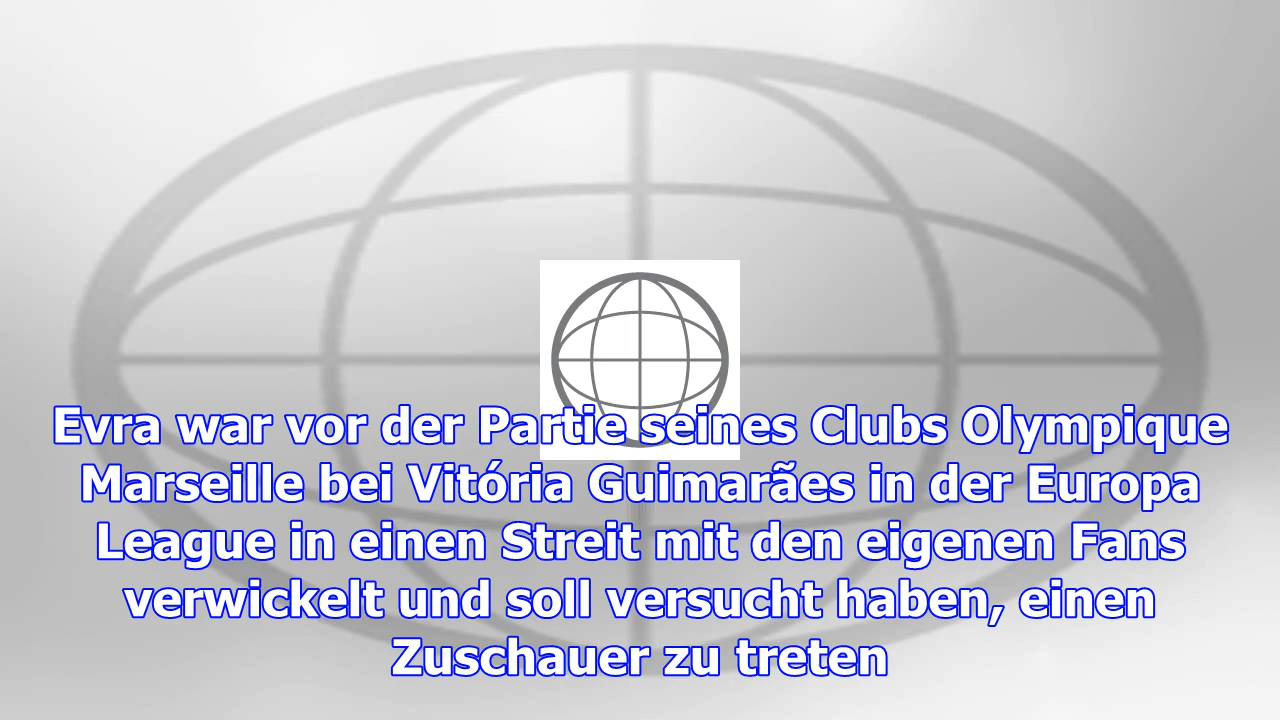 Evra war vor der Partie seines Clubs Olympique
Marseille bei Vitória Guimarães in der Europa
League in einen Streit mit den eigenen Fans
verwickelt und soll versucht haben, einen
Zuschauer zu treten